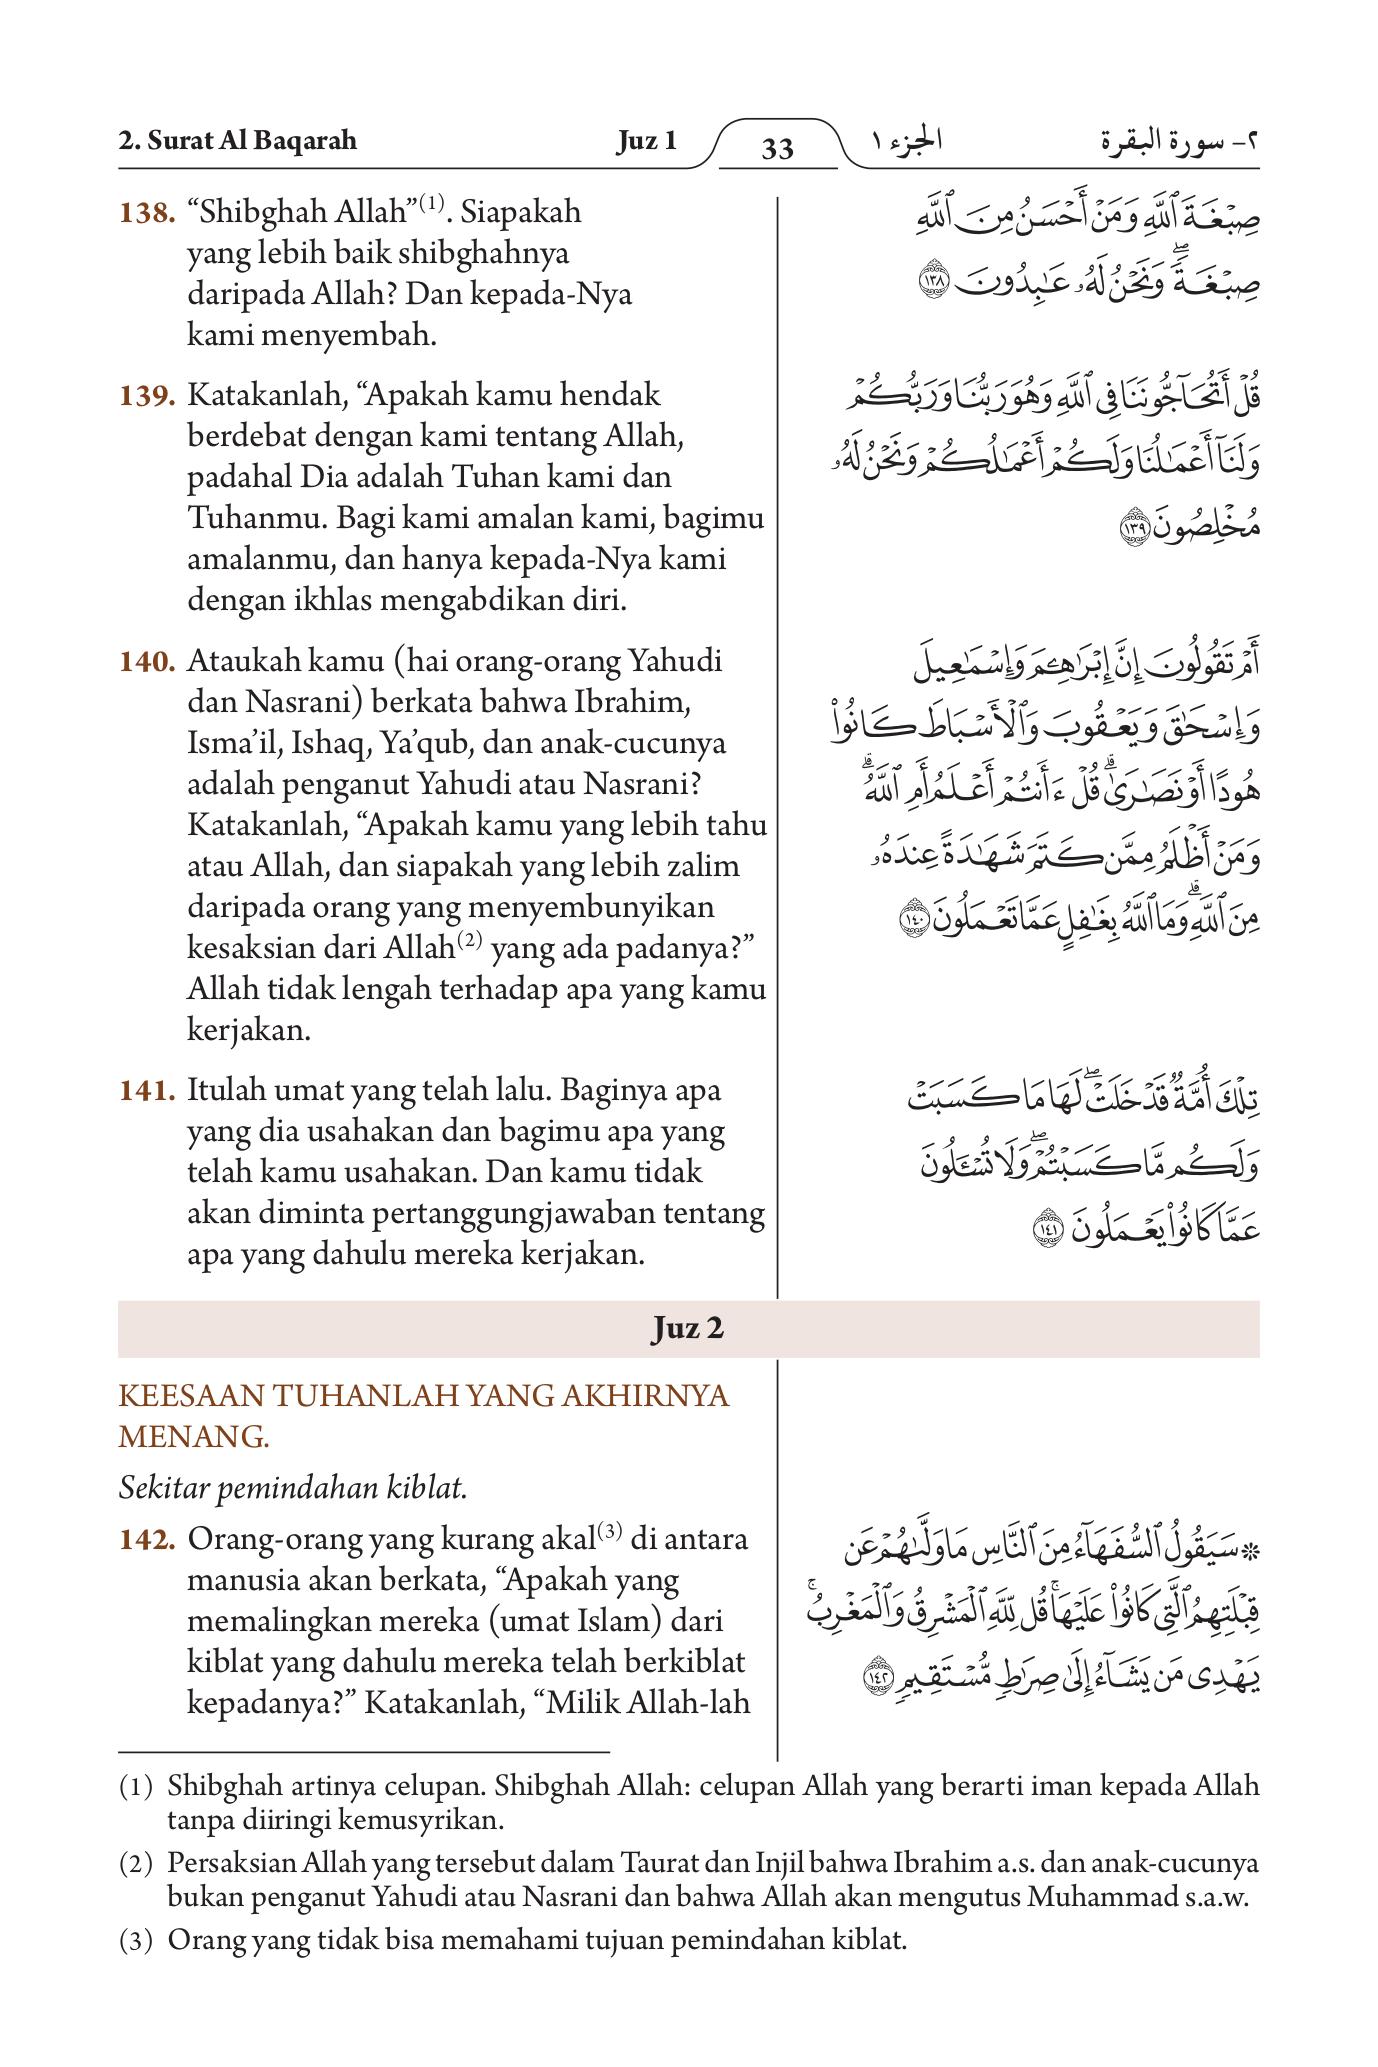 2. Surat Al Baqarah
Juz 1
33
الجزء ١
٢- سورة البقرة
138. “Shibghah Allah”(1). Siapakah
yang lebih baik shibghahnya
daripada Allah? Dan kepada-Nya
kami menyembah.
صِبْغَةَ ٱللَّهِ وَمَنْ أَحْسَنُ مِنَ ٱللَّهِ
صِبْغَةً ۖ وَنَحْنُ لَهُۥ عَٰبِدُونَ ١٣٨
139. Katakanlah, “Apakah kamu hendak
berdebat dengan kami tentang Allah,
padahal Dia adalah Tuhan kami dan
Tuhanmu. Bagi kami amalan kami, bagimu
amalanmu, dan hanya kepada-Nya kami
dengan ikhlas mengabdikan diri.
قُلْ أَتُحَآجُّونَنَا فِى ٱللَّهِ وَهُوَ رَبُّنَا وَرَبُّكُمْ
وَلَنَآ أَعْمَٰلُنَا وَلَكُمْ أَعْمَٰلُكُمْ وَنَحْنُ لَهُۥ
مُخْلِصُونَ ١٣٩
140. Ataukah kamu (hai orang-orang Yahudi
dan Nasrani) berkata bahwa Ibrahim,
Isma’il, Ishaq, Ya’qub, dan anak-cucunya
adalah penganut Yahudi atau Nasrani?
Katakanlah, “Apakah kamu yang lebih tahu
atau Allah, dan siapakah yang lebih zalim
daripada orang yang menyembunyikan
kesaksian dari Allah(2) yang ada padanya?”
Allah tidak lengah terhadap apa yang kamu
kerjakan.
أَمْ تَقُولُونَ إِنَّ إِبْرَٰهِۦمَ وَإِسْمَٰعِيلَ
وَإِسْحَٰقَ وَيَعْقُوبَ وَٱلْأَسْبَاطَ كَانُوا۟
هُودًا أَوْ نَصَٰرَىٰ ۗ قُلْ ءَأَنتُمْ أَعْلَمُ أَمِ ٱللَّهُ ۗ
وَمَنْ أَظْلَمُ مِمَّن كَتَمَ شَهَٰدَةً عِندَهُۥ
مِنَ ٱللَّهِ ۗ وَمَا ٱللَّهُ بِغَٰفِلٍ عَمَّا تَعْمَلُونَ ١٤٠
141. Itulah umat yang telah lalu. Baginya apa
yang dia usahakan dan bagimu apa yang
telah kamu usahakan. Dan kamu tidak
akan diminta pertanggungjawaban tentang
apa yang dahulu mereka kerjakan.
تِلْكَ أُمَّةٌ قَدْ خَلَتْ ۖ لَهَا مَا كَسَبَتْ
وَلَكُم مَّا كَسَبْتُمْ ۖ وَلَا تُسْـَٔلُونَ
عَمَّا كَانُوا۟ يَعْمَلُونَ ١٤١
Juz 2
KEESAAN TUHANLAH YANG AKHIRNYA
MENANG.
Sekitar pemindahan kiblat.
142. Orang-orang yang kurang akal(3) di antara
manusia akan berkata, “Apakah yang
memalingkan mereka (umat Islam) dari
kiblat yang dahulu mereka telah berkiblat
kepadanya?” Katakanlah, “Milik Allah-lah
۞ سَيَقُولُ ٱلسُّفَهَآءُ مِنَ ٱلنَّاسِ مَا وَلَّىٰهُمْ عَن
قِبْلَتِهِمُ ٱلَّتِى كَانُوا۟ عَلَيْهَا ۚ قُل لِّلَّهِ ٱلْمَشْرِقُ وَٱلْمَغْرِبُ ۚ
يَهْدِى مَن يَشَآءُ إِلَىٰ صِرَٰطٍ مُّسْتَقِيمٍ ١٤٢
(1) Shibghah artinya celupan. Shibghah Allah: celupan Allah yang berarti iman kepada Allah
tanpa diiringi kemusyrikan.
(2) Persaksian Allah yang tersebut dalam Taurat dan Injil bahwa Ibrahim a.s. dan anak-cucunya
bukan penganut Yahudi atau Nasrani dan bahwa Allah akan mengutus Muhammad s.a.w.
(3) Orang yang tidak bisa memahami tujuan pemindahan kiblat.